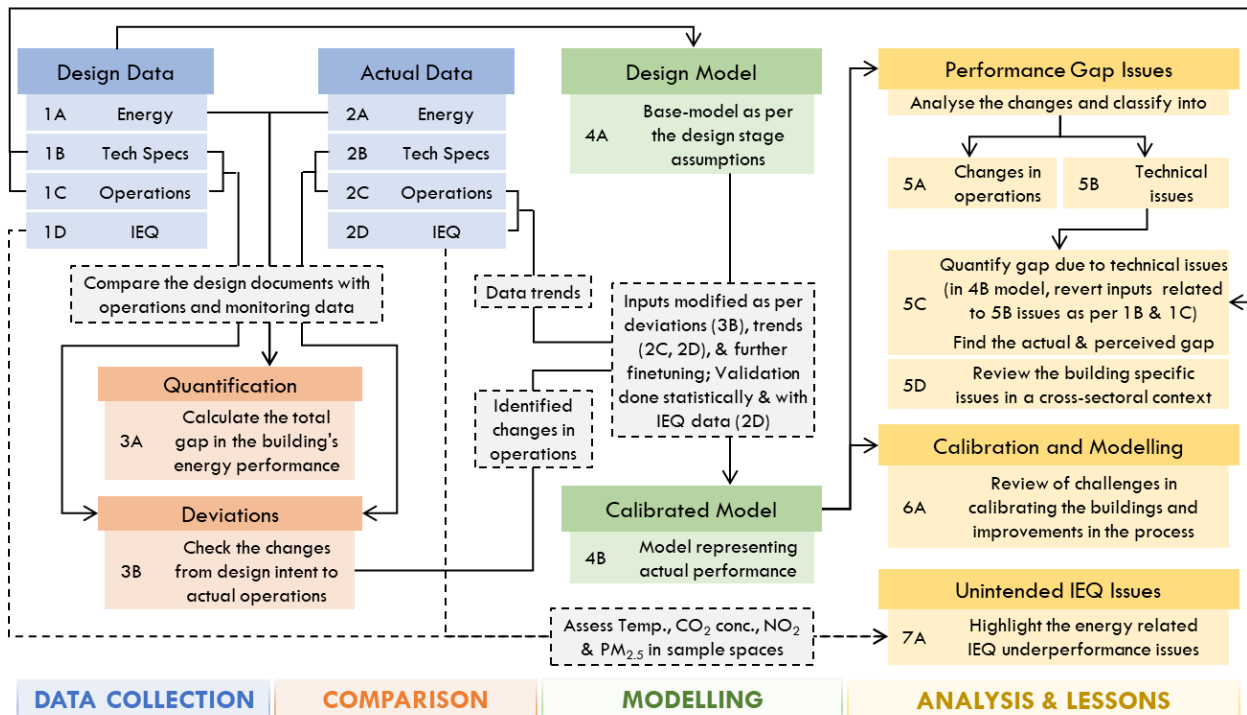 Design Data
1A Energy
1B Tech Specs
1C Operations
1D IEQ
Actual Data
2A Energy
2B Tech Specs
2C Operations
2D IEQ
Compare the design documents with
operations and monitoring data
Data trends
Quantification
3A
Calculate the total
gap in the building's
energy performance
Deviations
3B
Check the changes
from design intent to
actual operations
Identified
changes in
operations
Design Model
4A
Base-model as per
the design stage
assumptions
Inputs modified as per
deviations (3B), trends
(2C, 2D), & further
finetuning; Validation
done statistically & with
IEQ data (2D)
Calibrated Model
4B
Model representing
actual performance
Assess Temp., CO₂ conc., NO₂
& PM₂.₅ in sample spaces
Performance Gap Issues
Analyse the changes and classify into
5A
Changes in
operations
5B
Technical
issues
5C
Quantify gap due to technical issues
(in 4B model, revert inputs related
to 5B issues as per 1B & 1C)
Find the actual & perceived gap
5D
Review the building specific
issues in a cross-sectoral context
Calibration and Modelling
6A
Review of challenges in
calibrating the buildings and
improvements in the process
Unintended IEQ Issues
7A
Highlight the energy related
IEQ underperformance issues
DATA COLLECTION
COMPARISON
MODELLING
ANALYSIS & LESSONS